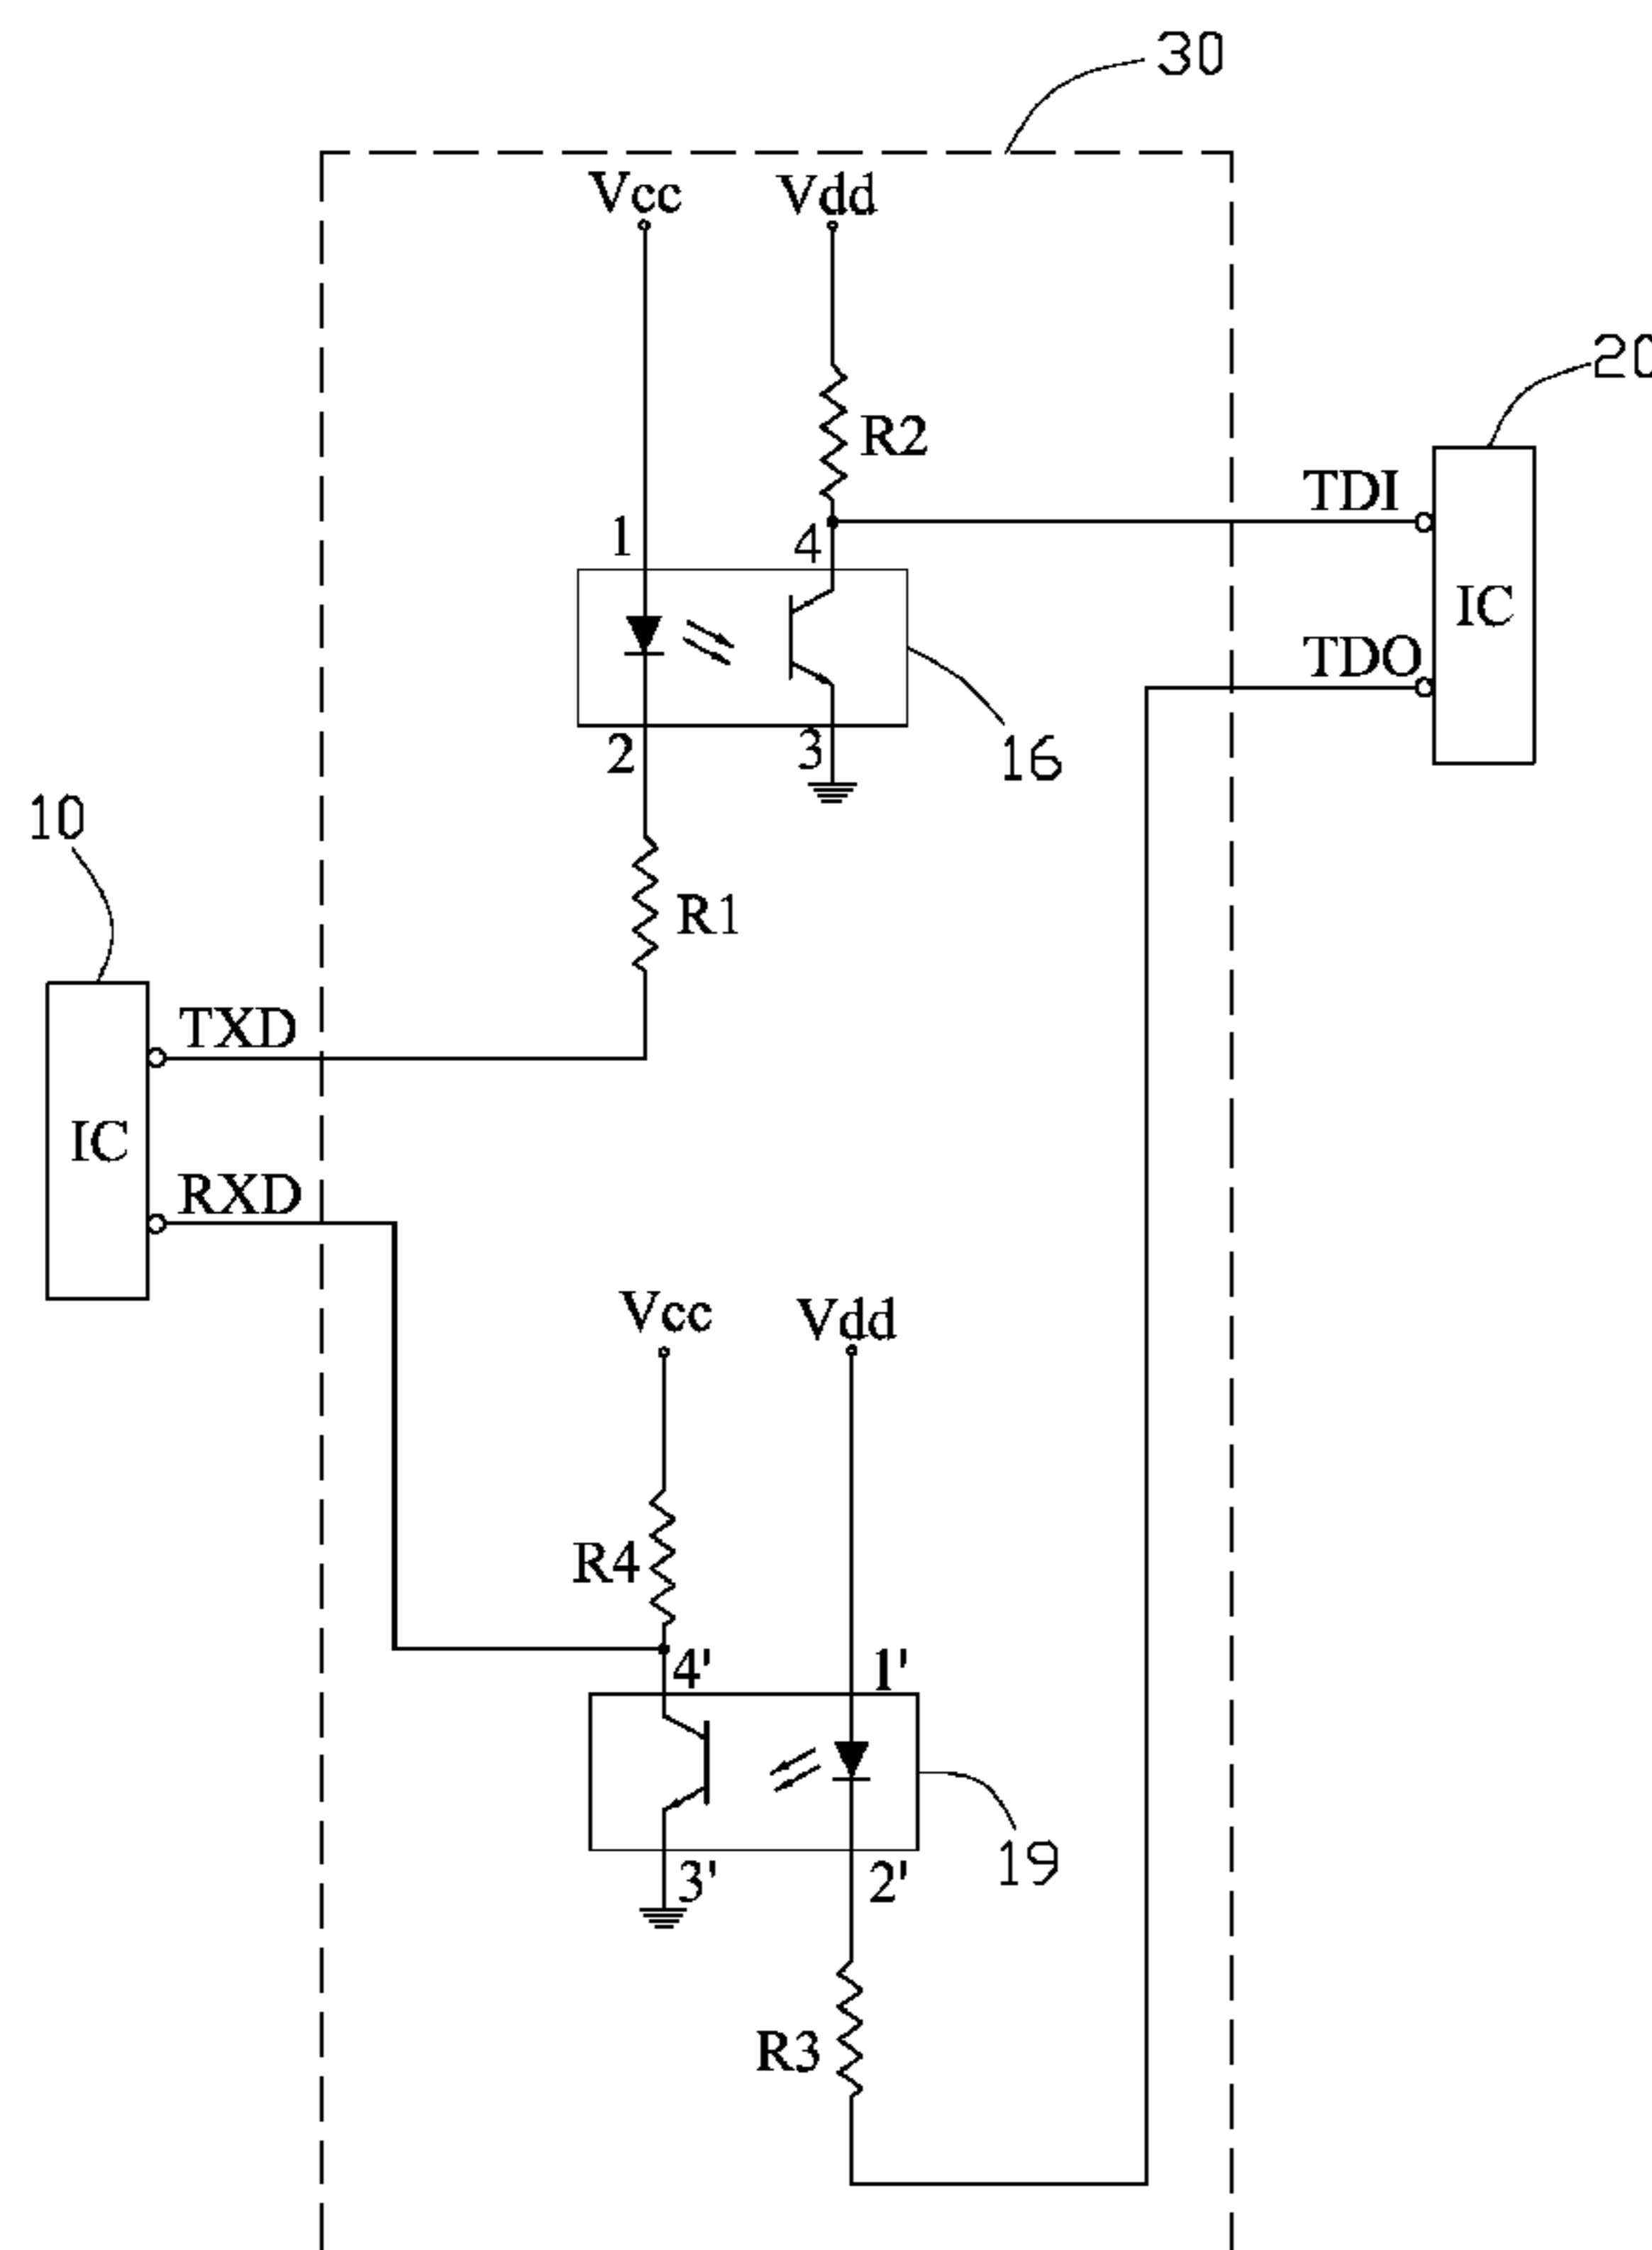 30
Vcc Vdd
20
R2
TDI
1 4
IC
TDO
2 3
16
10
R1
TXD
IC
RXD
Vcc Vdd
R4
4' 1'
3' 2'
19
R3